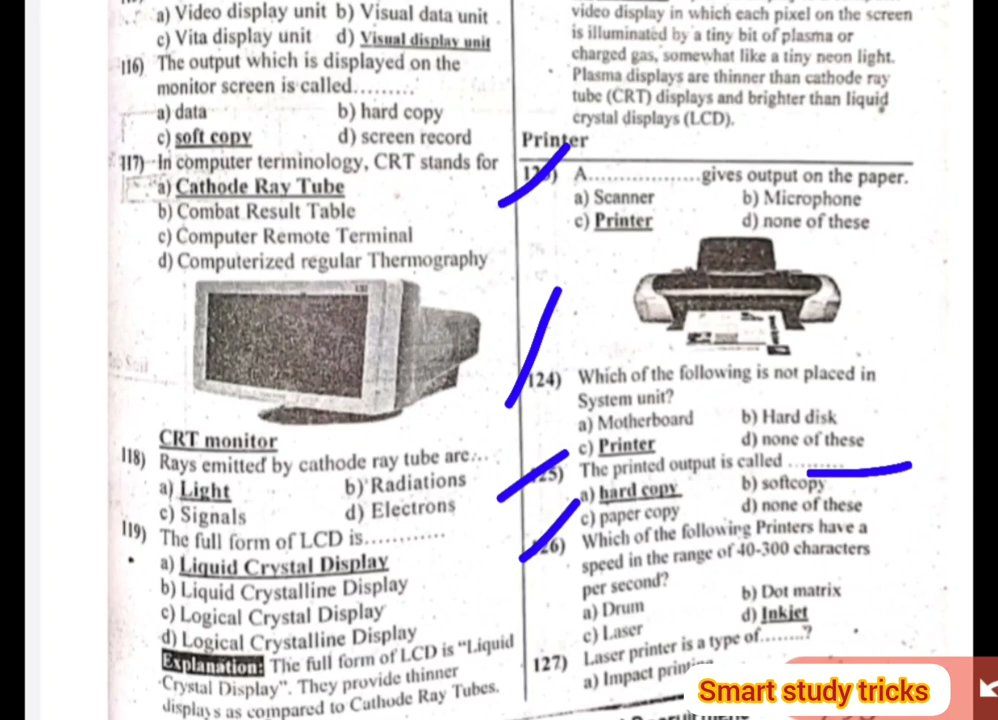 a) Video display unit b) Visual data unit
c) Vita display unit d) Visual display unit
116) The output which is displayed on the
monitor screen is called.........
a) data b) hard copy
c) soft copy d) screen record
117) In computer terminology, CRT stands for
a) Cathode Ray Tube
b) Combat Result Table
c) Computer Remote Terminal
d) Computerized regular Thermography
CRT monitor
118) Rays emitted by cathode ray tube are...
a) Light b) Radiations
c) Signals d) Electrons
119) The full form of LCD is............
a) Liquid Crystal Display
b) Liquid Crystalline Display
c) Logical Crystal Display
d) Logical Crystalline Display
Explanation: The full form of LCD is "Liquid
Crystal Display". They provide thinner
displays as compared to Cathode Ray Tubes.
video display in which each pixel on the screen
is illuminated by a tiny bit of plasma or
charged gas, somewhat like a tiny neon light.
Plasma displays are thinner than cathode ray
tube (CRT) displays and brighter than liquid
crystal displays (LCD).
Printer
A...................gives output on the paper.
a) Scanner b) Microphone
c) Printer d) none of these
124) Which of the following is not placed in
System unit?
a) Motherboard b) Hard disk
c) Printer d) none of these
25) The printed output is called .........
a) hard copy b) softcopy
c) paper copy d) none of these
26) Which of the following Printers have a
speed in the range of 40-300 characters
per second?
a) Drum b) Dot matrix
c) Laser d) Inkjet
127) Laser printer is a type of........?
a) Impact
Smart study tricks
K